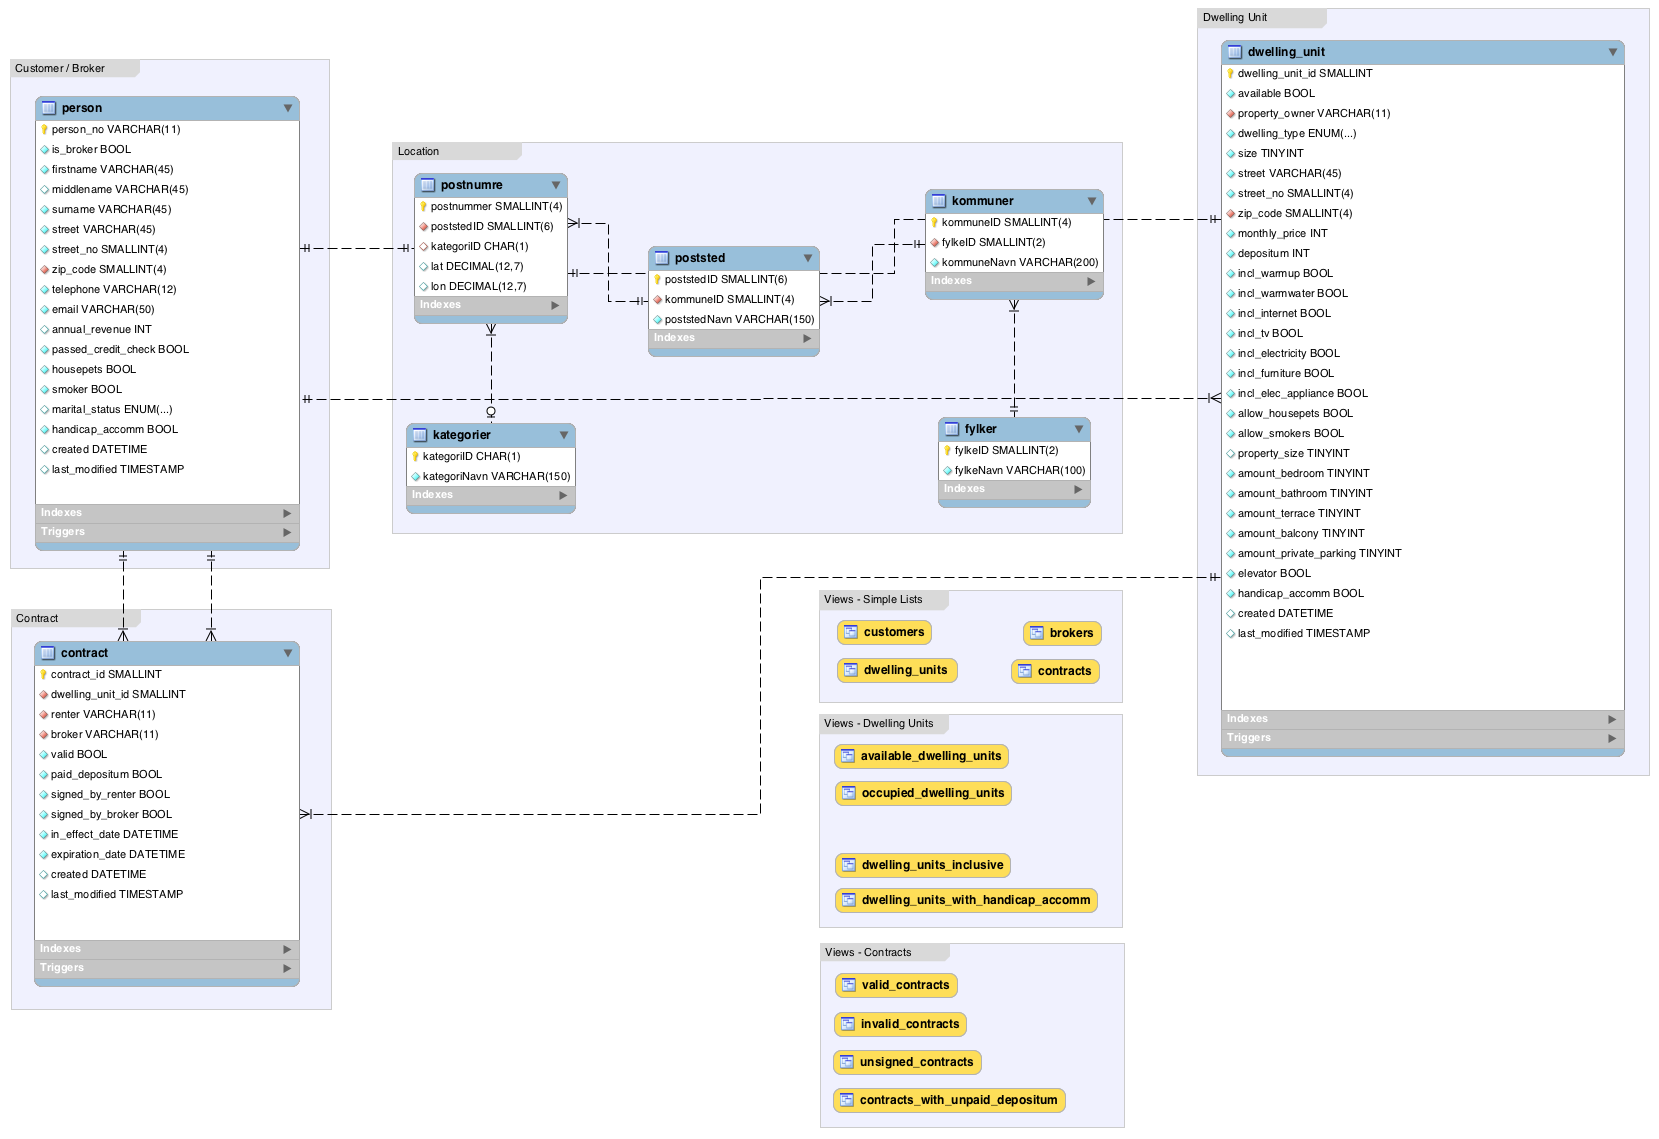 Customer / Broker
person
person_no VARCHAR(11)
is_broker BOOL
firstname VARCHAR(45)
middlename VARCHAR(45)
surname VARCHAR(45)
street VARCHAR(45)
street_no SMALLINT(4)
zip_code SMALLINT(4)
telephone VARCHAR(12)
email VARCHAR(50)
annual_revenue INT
passed_credit_check BOOL
housepets BOOL
smoker BOOL
marital_status ENUM(...)
handicap_accomm BOOL
created DATETIME
last_modified TIMESTAMP
Indexes
Triggers
Contract
contract
contract_id SMALLINT
dwelling_unit_id SMALLINT
renter VARCHAR(11)
broker VARCHAR(11)
valid BOOL
paid_depositum BOOL
signed_by_renter BOOL
signed_by_broker BOOL
in_effect_date DATETIME
expiration_date DATETIME
created DATETIME
last_modified TIMESTAMP
Indexes
Triggers
Location
postnumre
postnummer SMALLINT(4)
poststedID SMALLINT(6)
kategoriID CHAR(1)
lat DECIMAL(12,7)
lon DECIMAL(12,7)
Indexes
poststed
poststedID SMALLINT(6)
kommuneID SMALLINT(4)
poststedNavn VARCHAR(150)
Indexes
kommuner
kommuneID SMALLINT(4)
fylkeID SMALLINT(2)
kommuneNavn VARCHAR(200)
Indexes
kategorier
kategoriID CHAR(1)
kategoriNavn VARCHAR(150)
Indexes
fylker
fylkeID SMALLINT(2)
fylkeNavn VARCHAR(100)
Indexes
Views - Simple Lists
customers
brokers
dwelling_units
contracts
Views - Dwelling Units
available_dwelling_units
occupied_dwelling_units
dwelling_units_inclusive
dwelling_units_with_handicap_accomm
Views - Contracts
valid_contracts
invalid_contracts
unsigned_contracts
contracts_with_unpaid_depositum
Dwelling Unit
dwelling_unit
dwelling_unit_id SMALLINT
available BOOL
property_owner VARCHAR(11)
dwelling_type ENUM(...)
size TINYINT
street VARCHAR(45)
street_no SMALLINT(4)
zip_code SMALLINT(4)
monthly_price INT
depositum INT
incl_warmup BOOL
incl_warmwater BOOL
incl_internet BOOL
incl_tv BOOL
incl_electricity BOOL
incl_furniture BOOL
incl_elec_appliance BOOL
allow_housepets BOOL
allow_smokers BOOL
property_size TINYINT
amount_bedroom TINYINT
amount_bathroom TINYINT
amount_terrace TINYINT
amount_balcony TINYINT
amount_private_parking TINYINT
elevator BOOL
handicap_accomm BOOL
created DATETIME
last_modified TIMESTAMP
Indexes
Triggers